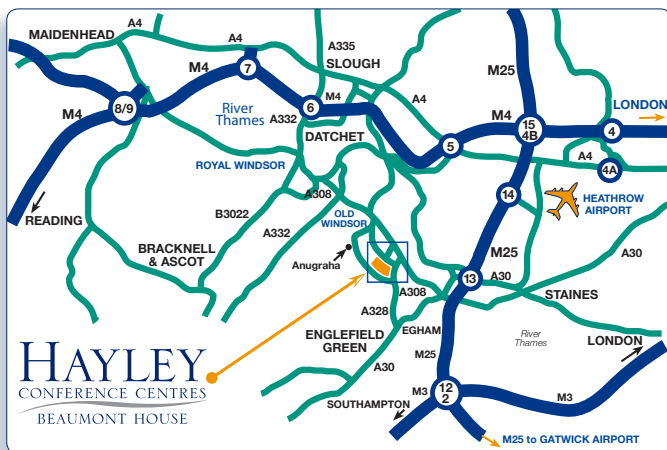 MAIDENHEAD
A4
A4
A335
SLOUGH
M25
M4
7
8/9
M4
River
Thames
6
M4
A332
A4
M4
15
4B
4
LONDON
DATCHET
5
A4
4A
ROYAL WINDSOR
A308
14
HEATHROW
AIRPORT
READING
B3022
A332
OLD
WINDSOR
BRACKNELL
& ASCOT
Anugraha
M25
A30
13
A30
A308
STAINES
A328
EGHAM
ENGLEFIELD
GREEN
River
Thames
LONDON
M25
A30
HAYLEY
CONFERENCE CENTRES
BEAUMONT HOUSE
M3
12
2
M3
SOUTHAMPTON
M25 to GATWICK AIRPORT